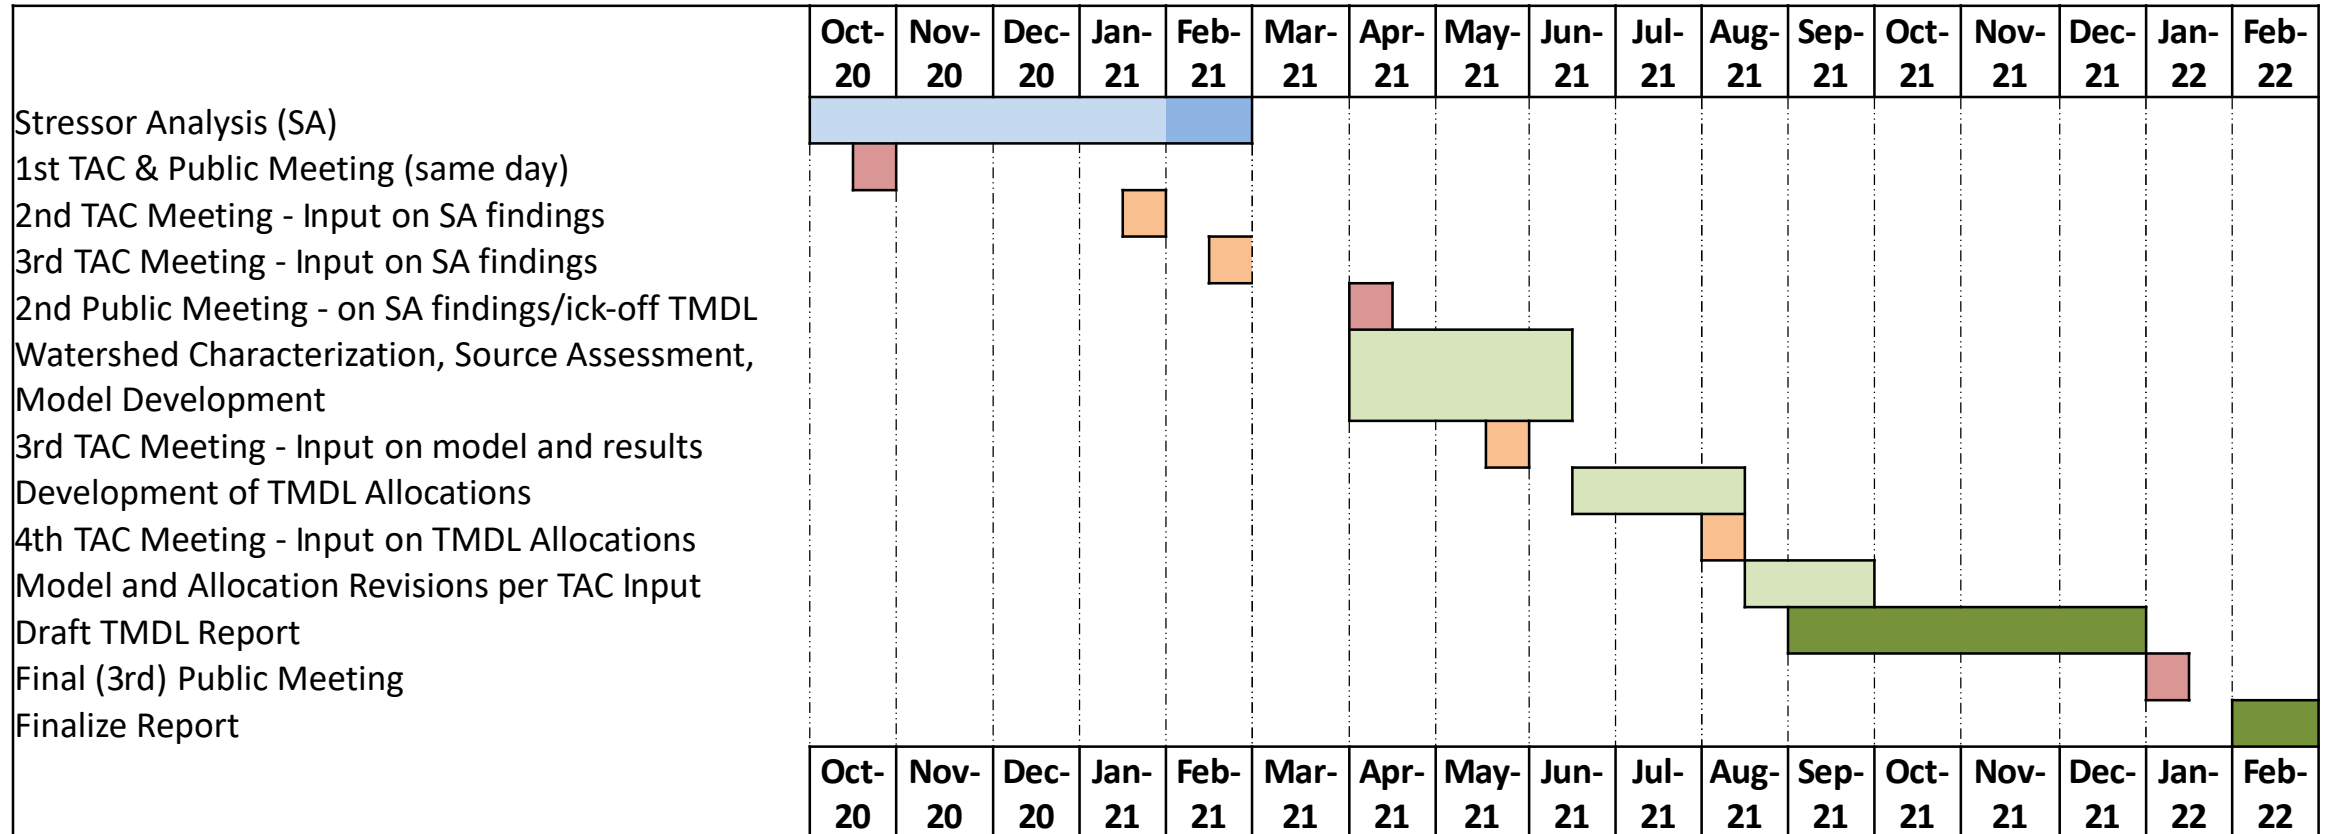 Oct- Nov- Dec- Jan- Feb- Mar- Apr- May- Jun- Jul- Aug- Sep- Oct- Nov- Dec- Jan- Feb-
20 20 20 21 21 21 21 21 21 21 21 21 21 21 21 22 22
Stressor Analysis (SA)
1st TAC & Public Meeting (same day)
2nd TAC Meeting - Input on SA findings
3rd TAC Meeting - Input on SA findings
2nd Public Meeting - on SA findings/ick-off TMDL
Watershed Characterization, Source Assessment,
Model Development
3rd TAC Meeting - Input on model and results
Development of TMDL Allocations
4th TAC Meeting - Input on TMDL Allocations
Model and Allocation Revisions per TAC Input
Draft TMDL Report
Final (3rd) Public Meeting
Finalize Report
Oct- Nov- Dec- Jan- Feb- Mar- Apr- May- Jun- Jul- Aug- Sep- Oct- Nov- Dec- Jan- Feb-
20 20 20 21 21 21 21 21 21 21 21 21 21 21 21 22 22